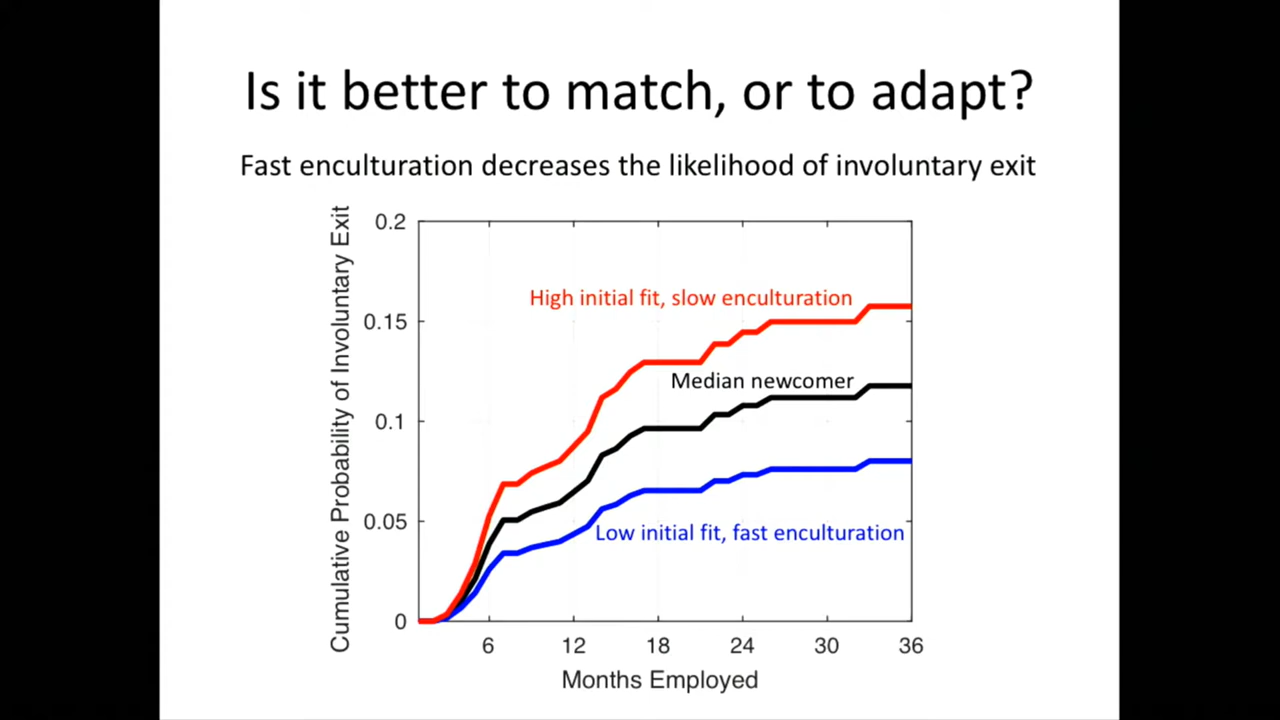 Is it better to match, or to adapt?
Fast enculturation decreases the likelihood of involuntary exit
Cumulative Probability of Involuntary Exit
0.2
0.15
0.1
0.05
0
High initial fit, slow enculturation
Median newcomer
Low initial fit, fast enculturation
6 12 18 24 30 36
Months Employed